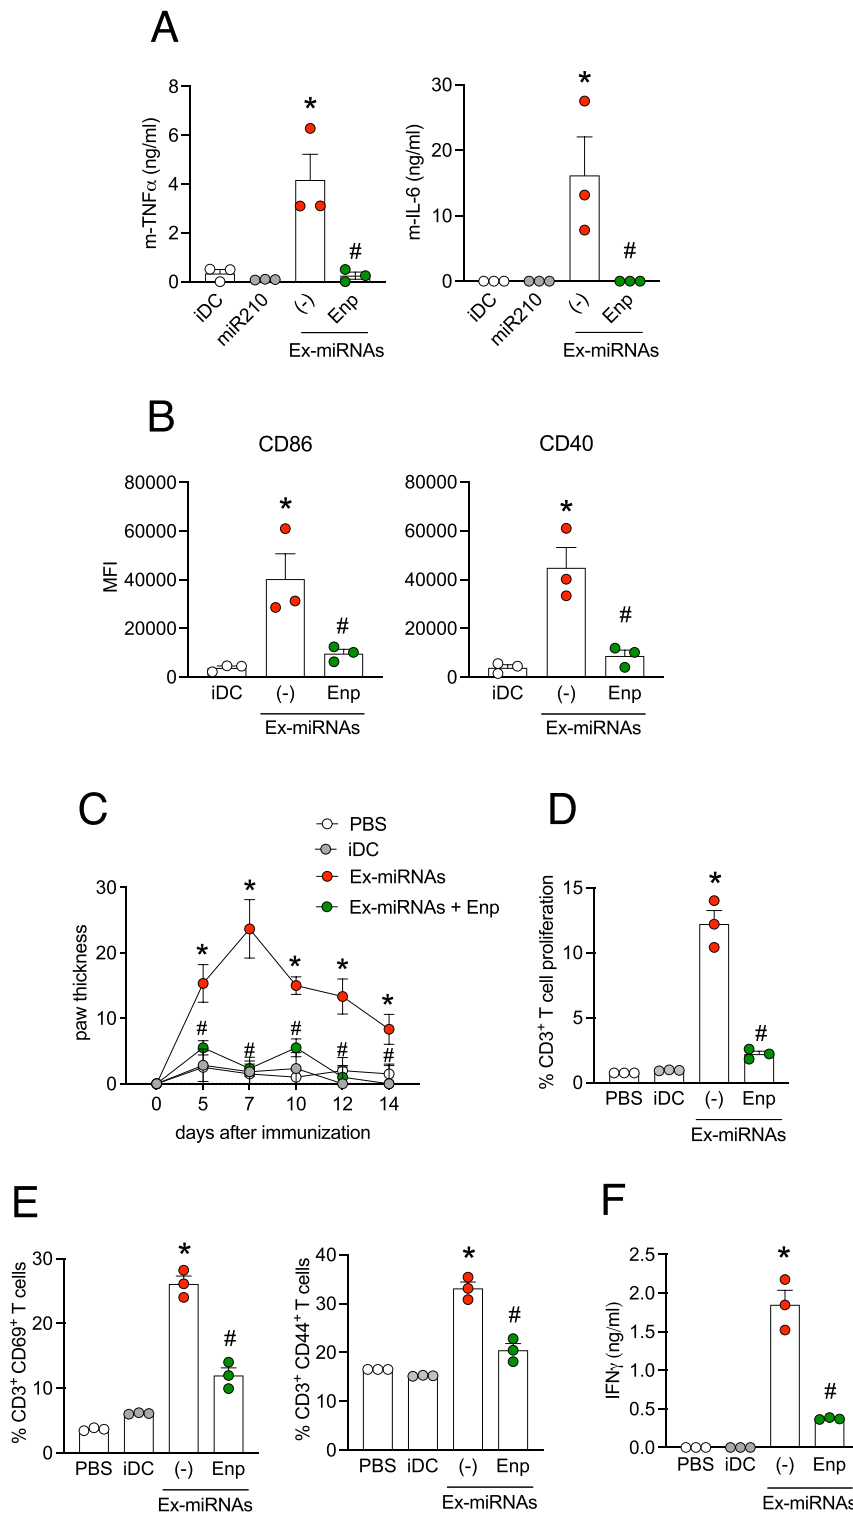 A
m-TNFα (ng/ml)
8
6
4
2
0
*
#
iDC
miR210
(-)
Enp
Ex-miRNAs
m-IL-6 (ng/ml)
30
20
10
0
*
#
iDC
miR210
(-)
Enp
Ex-miRNAs
B
CD86
MFI
80000
60000
40000
20000
0
*
#
iDC (-) Enp
Ex-miRNAs
CD40
80000
60000
40000
20000
0
*
#
iDC (-) Enp
Ex-miRNAs
C
PBS
iDC
Ex-miRNAs
Ex-miRNAs + Enp
paw thickness
30
20
10
0
* * * * *
# # # # #
0 5 7 10 12 14
days after immunization
D
% CD3+ T cell proliferation
15
10
5
0
*
#
PBS iDC (-) Enp
Ex-miRNAs
E
% CD3+ CD69+ T cells
30
20
10
0
*
#
PBS iDC (-) Enp
Ex-miRNAs
% CD3+ CD44+ T cells
40
30
20
10
0
*
#
PBS iDC (-) Enp
Ex-miRNAs
F
IFNγ (ng/ml)
2.5
2.0
1.5
1.0
0.5
0.0
*
#
PBS iDC (-) Enp
Ex-miRNAs